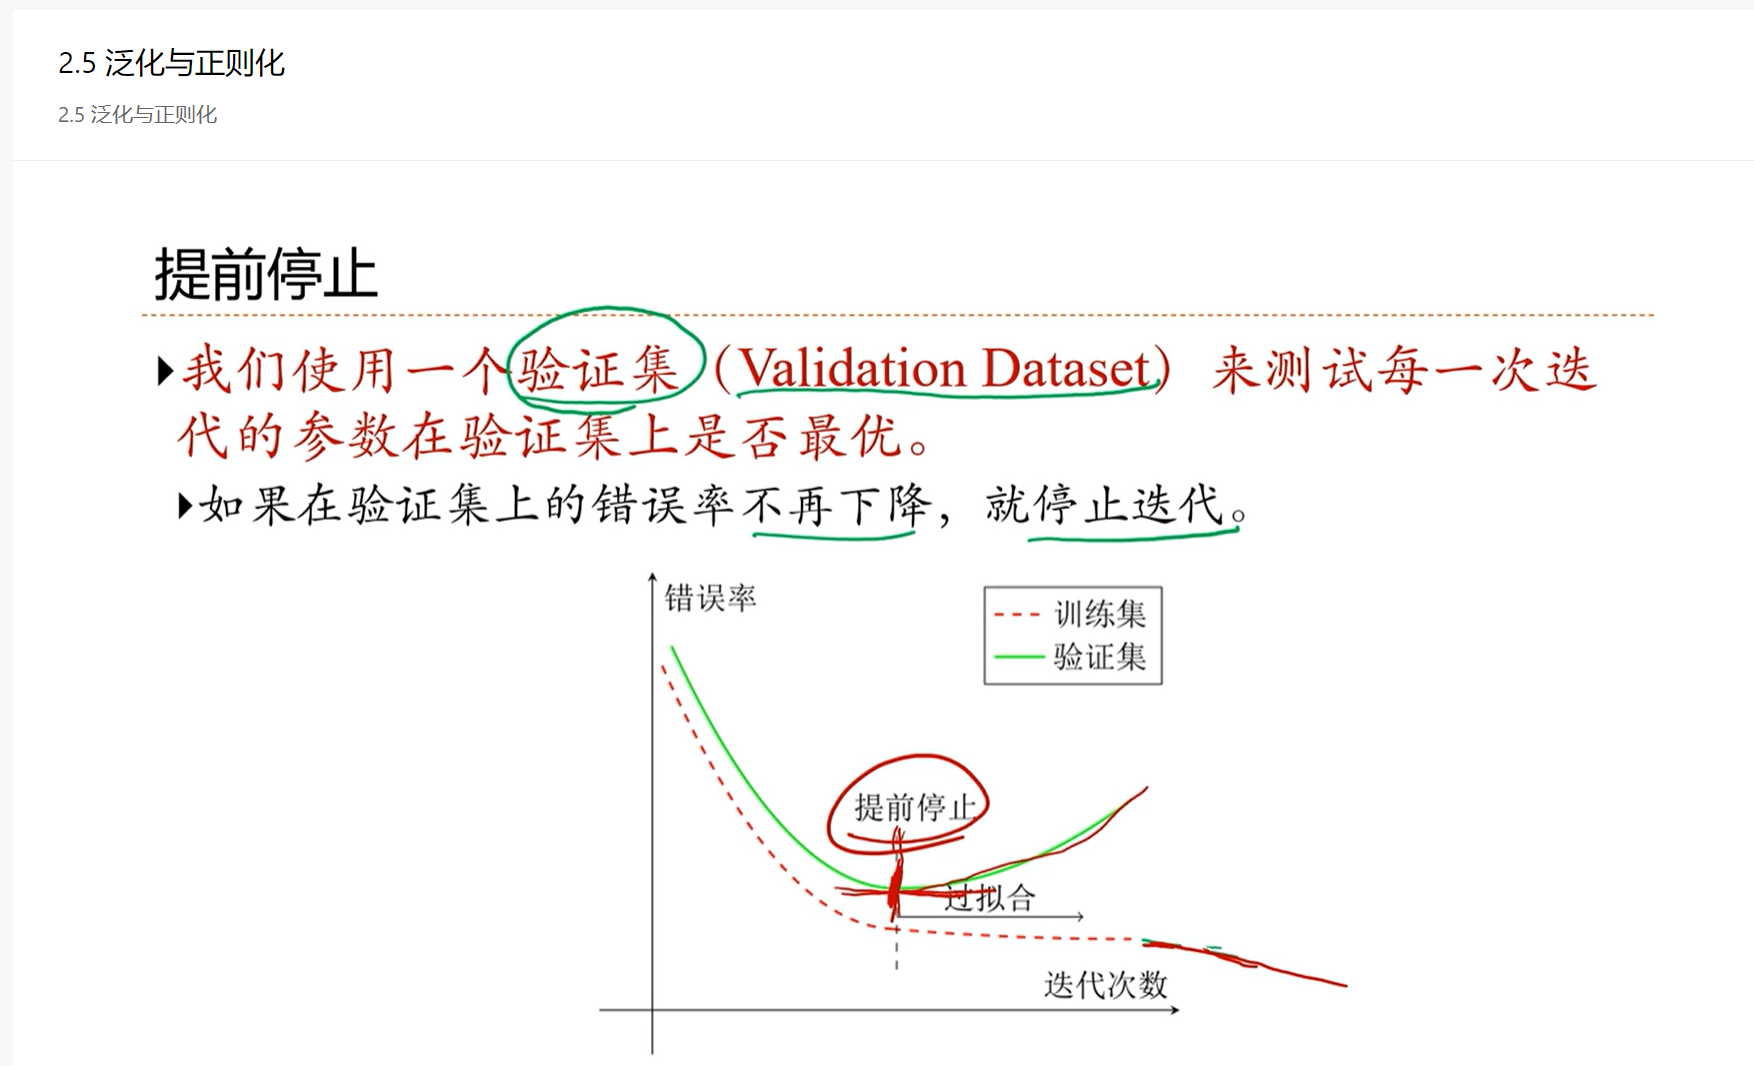 2.5 泛化与正则化
2.5 泛化与正则化
提前停止
我们使用一个验证集（Validation Dataset）来测试每一次迭
代的参数在验证集上是否最优。
如果在验证集上的错误率不再下降，就停止迭代。
错误率
训练集
验证集
提前停止
过拟合
迭代次数